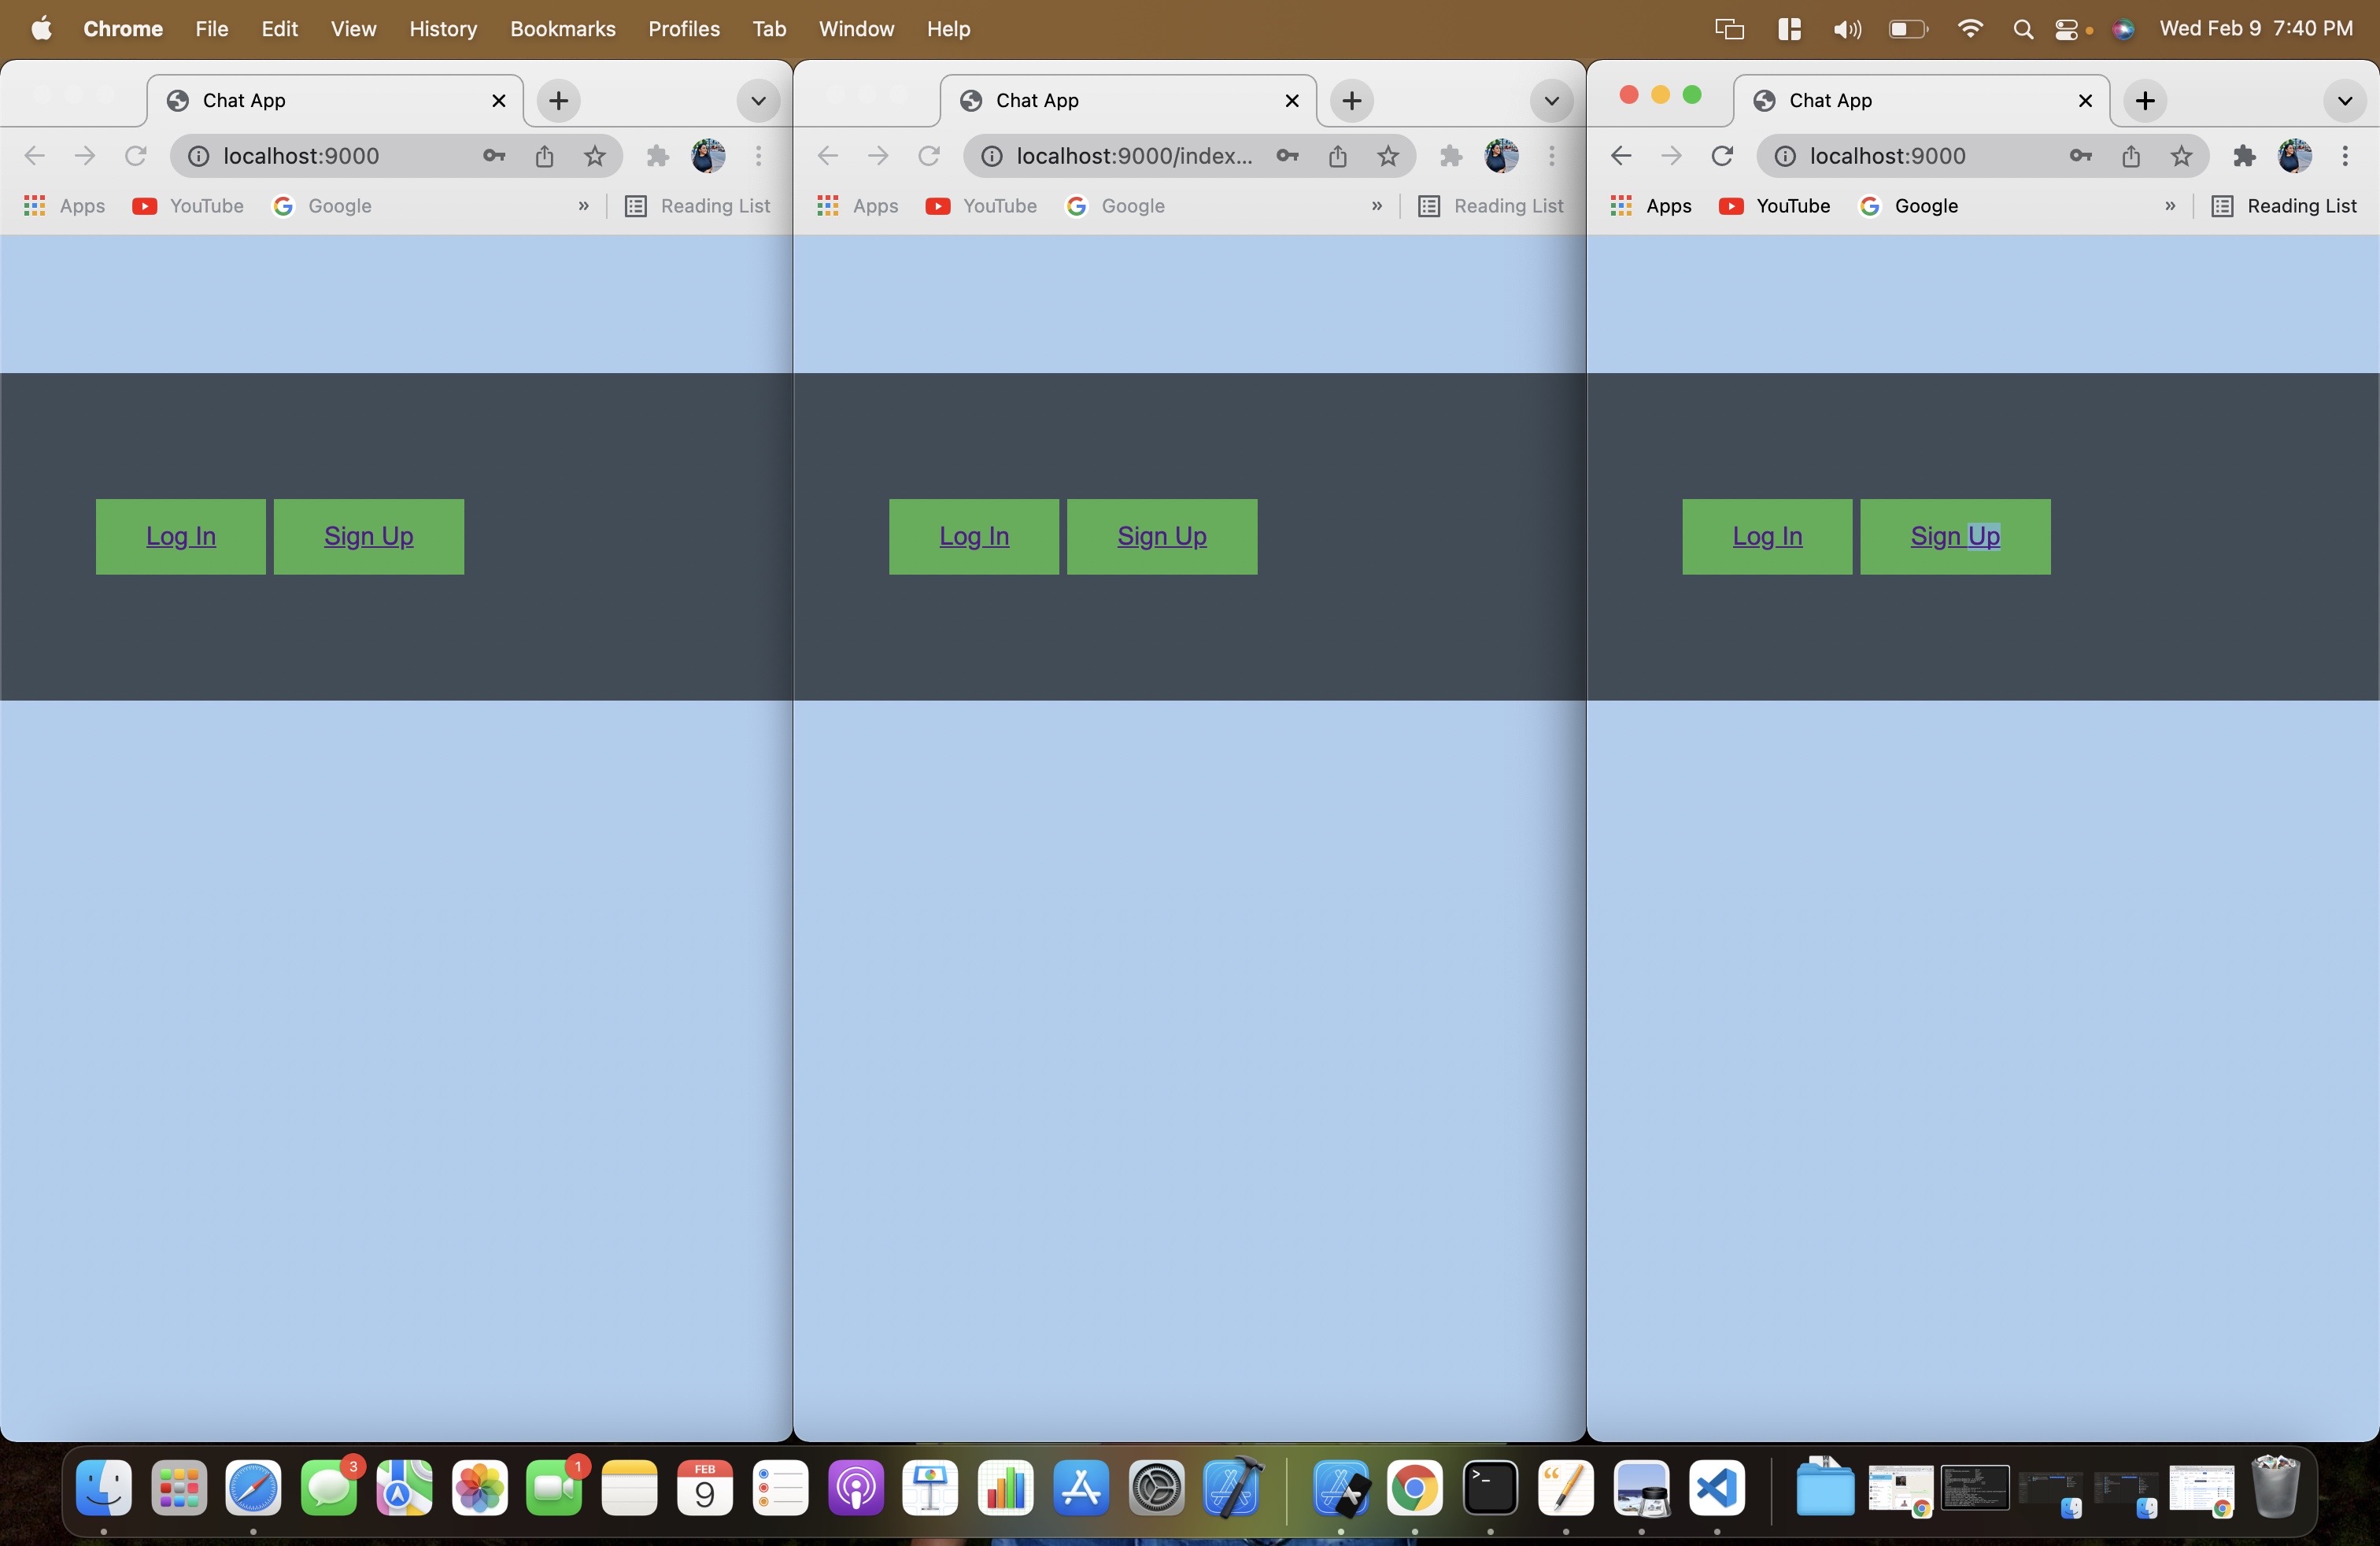 Chrome File Edit View History Bookmarks Profiles Tab Window Help Wed Feb 9 7:40 PM
Chat App
localhost:9000
Apps YouTube Google » Reading List
Log In Sign Up
Chat App
localhost:9000/index...
Apps YouTube Google » Reading List
Log In Sign Up
Chat App
localhost:9000
Apps YouTube Google » Reading List
Log In Sign Up
3
1
FEB
9